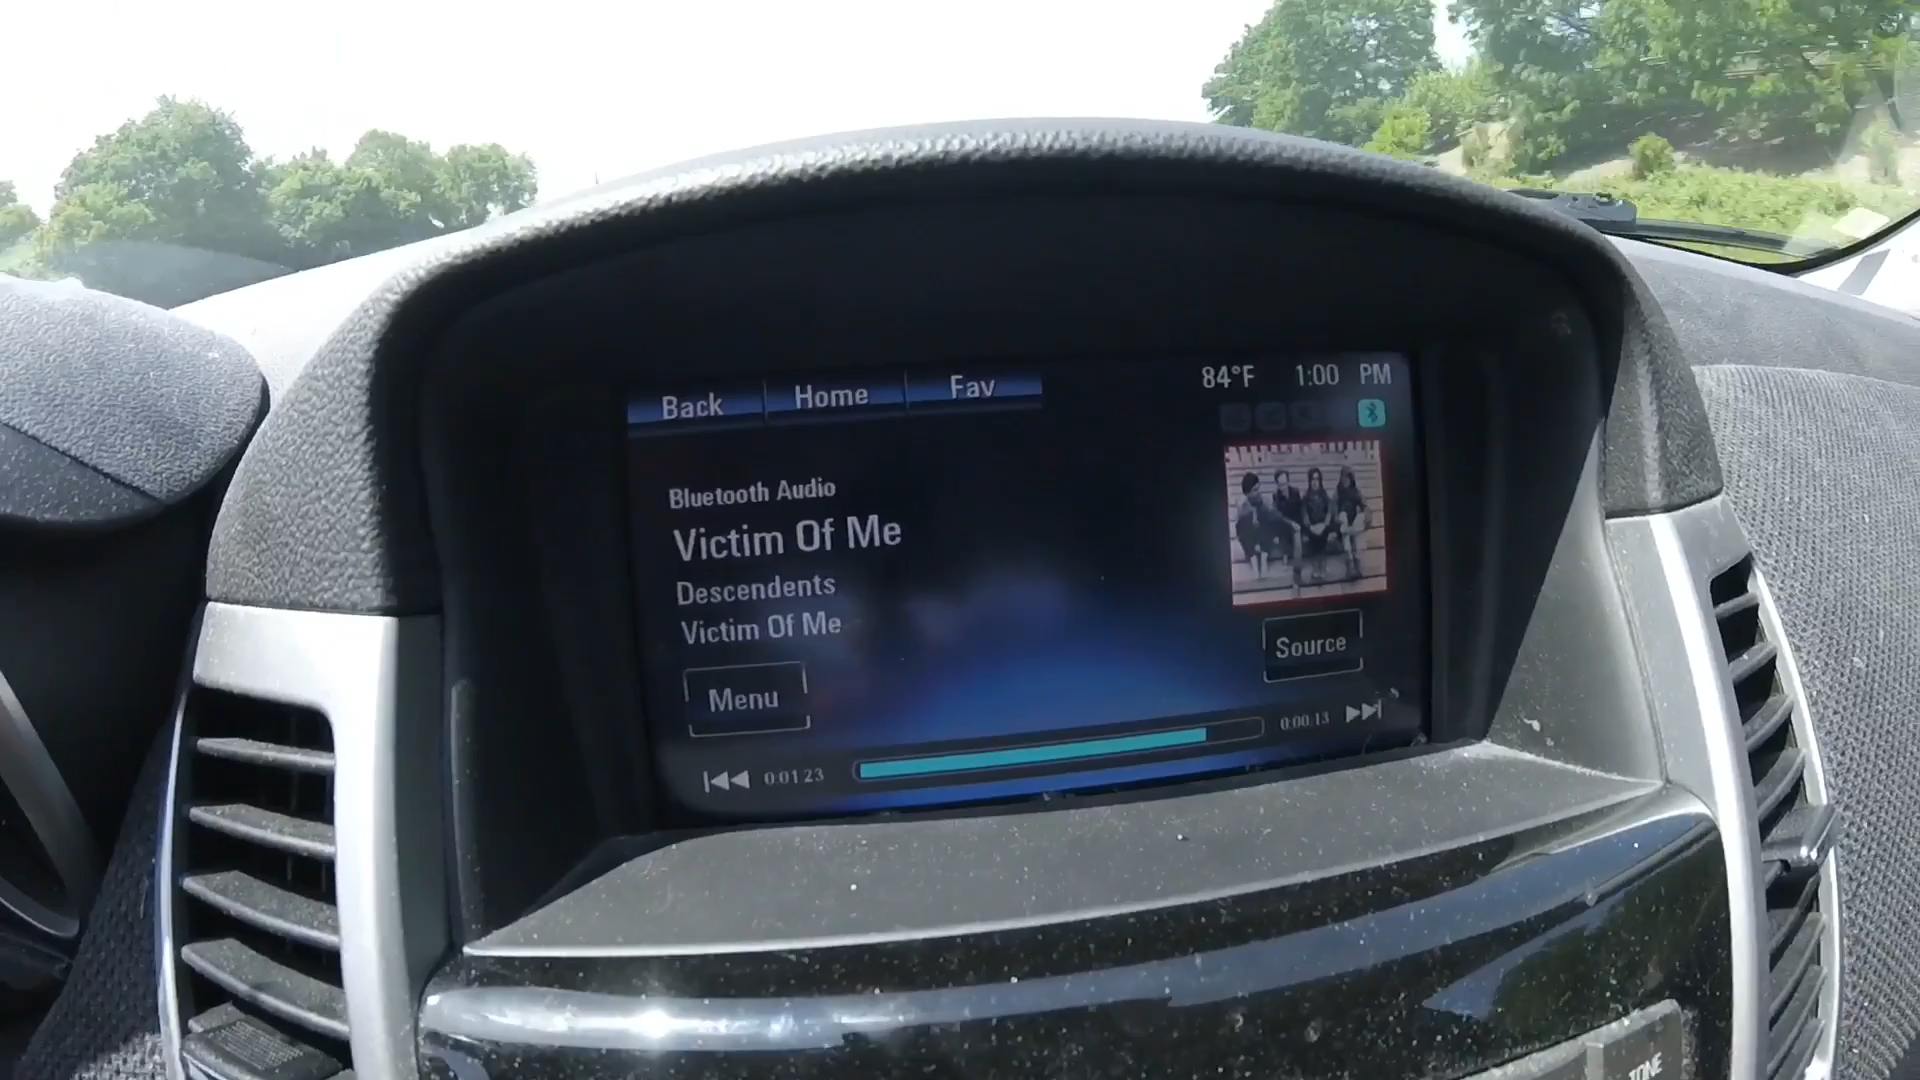 Back Home Fav 84°F 1:00 PM
Bluetooth Audio
Victim Of Me
Descendents
Victim Of Me
Source
Menu
0:01:23 0:00:13
TONE